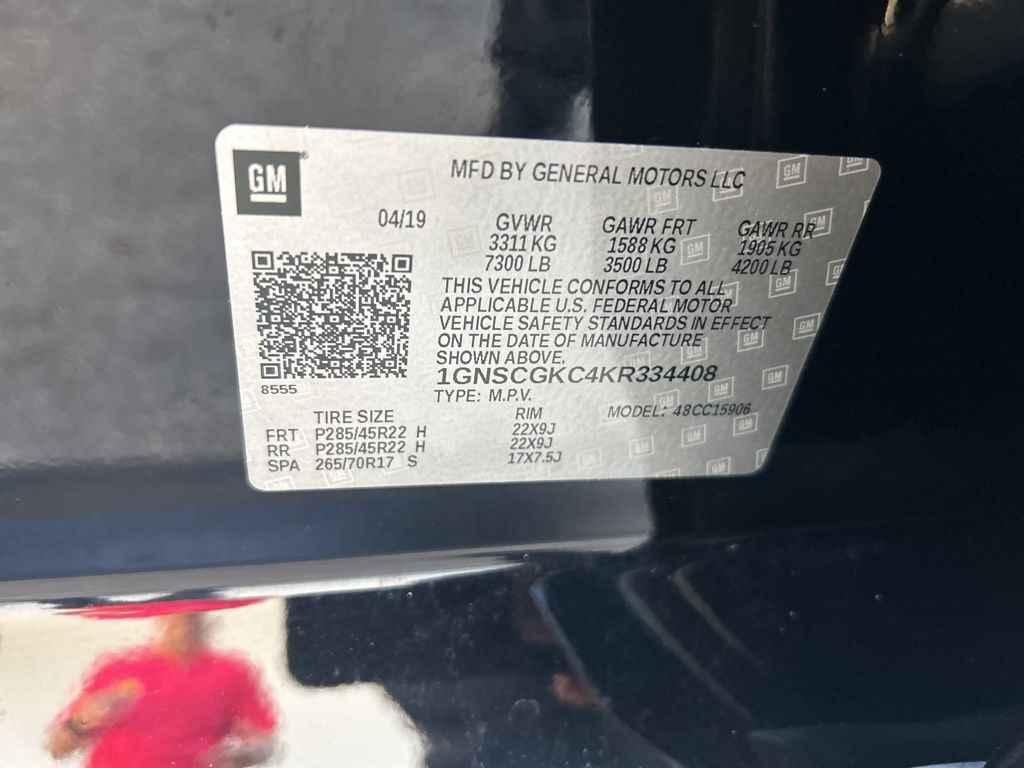 GM
MFD BY GENERAL MOTORS LLC
04/19 GVWR GAWR FRT GAWR RR
3311 KG 1588 KG 1905 KG
7300 LB 3500 LB 4200 LB
THIS VEHICLE CONFORMS TO ALL
APPLICABLE U.S. FEDERAL MOTOR
VEHICLE SAFETY STANDARDS IN EFFECT
ON THE DATE OF MANUFACTURE
SHOWN ABOVE.
1GNSCGKC4KR334408
8555
TYPE: M.P.V. MODEL: 48CC15906
TIRE SIZE RIM
FRT P285/45R22 H 22X9J
RR P285/45R22 H 22X9J
SPA 265/70R17 S 17X7.5J